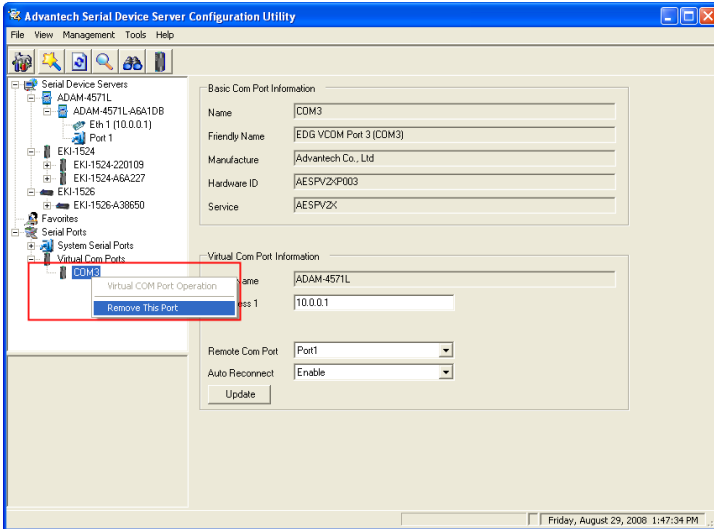 Advantech Serial Device Server Configuration Utility
File View Management Tools Help
Serial Device Servers
ADAM-4571L
ADAM-4571L-A6A1DB
Eth 1 (10.0.0.1)
Port 1
EKI-1524
EKI-1524-220109
EKI-1524-A6A227
EKI-1526
EKI-1526-A38650
Favorites
Serial Ports
System Serial Ports
Virtual Com Ports
COM3
Virtual COM Port Operation
Remove This Port
Basic Com Port Information
Name COM3
Friendly Name EDG VCOM Port 3 (COM3)
Manufacture Advantech Co., Ltd
Hardware ID AESPV2XP003
Service AESPV2X
Virtual Com Port Information
ame ADAM-4571L
ess 1 10.0.0.1
Remote Com Port Port1
Auto Reconnect Enable
Update
Friday, August 29, 2008 1:47:34 PM